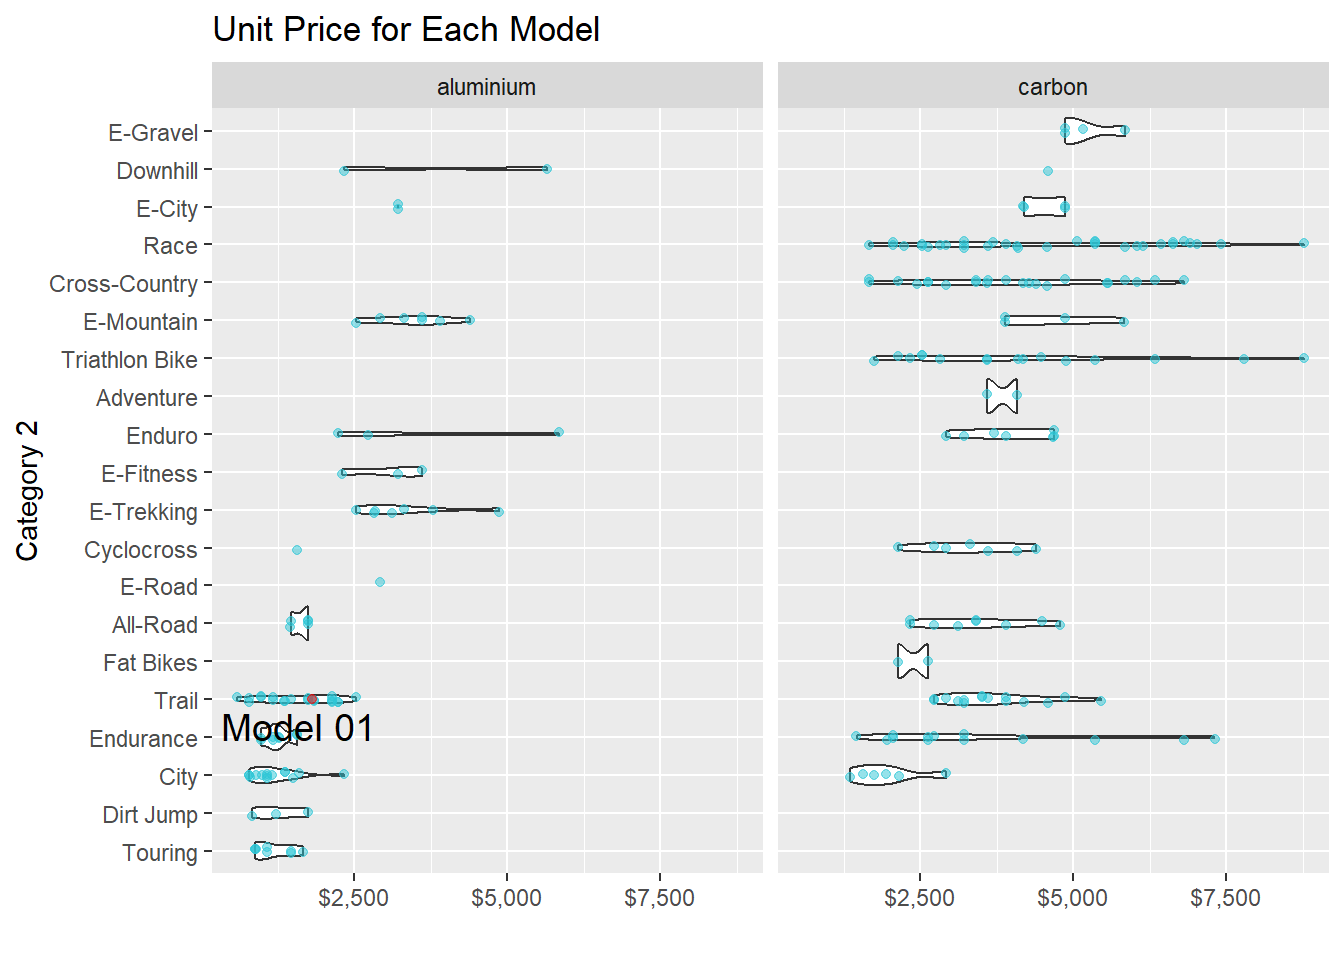 Unit Price for Each Model
aluminium
carbon
Category 2
E-Gravel
Downhill
E-City
Race
Cross-Country
E-Mountain
Triathlon Bike
Adventure
Enduro
E-Fitness
E-Trekking
Cyclocross
E-Road
All-Road
Fat Bikes
Trail
Model 01
Endurance
City
Dirt Jump
Touring
$2,500 $5,000 $7,500
$2,500 $5,000 $7,500